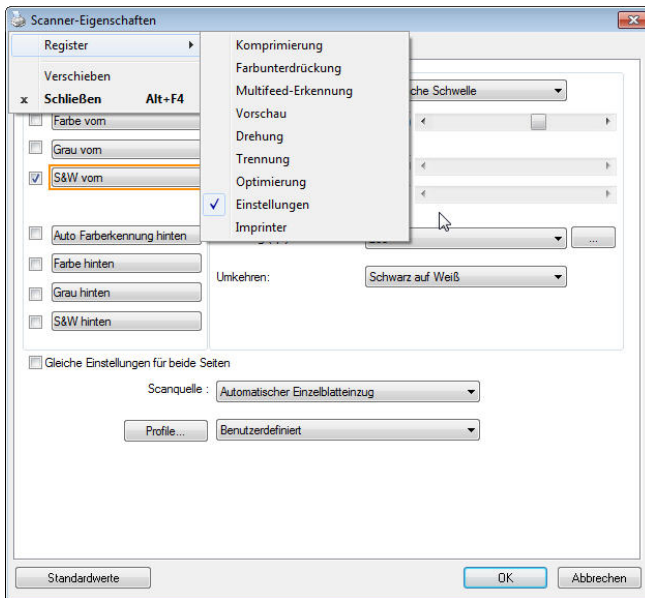 Scanner-Eigenschaften
Register
Verschieben
x Schließen Alt+F4
Komprimierung
Farbunterdrückung
Multifeed-Erkennung
Vorschau
Drehung
Trennung
Optimierung
Einstellungen
Imprinter
che Schwelle
Farbe vorn
Grau vorn
S&W vorn
Auto Farberkennung hinten
...
Farbe hinten
Umkehren: Schwarz auf Weiß
Grau hinten
S&W hinten
Gleiche Einstellungen für beide Seiten
Scanquelle : Automatischer Einzelblatteinzug
Profile... Benutzerdefiniert
Standardwerte OK Abbrechen